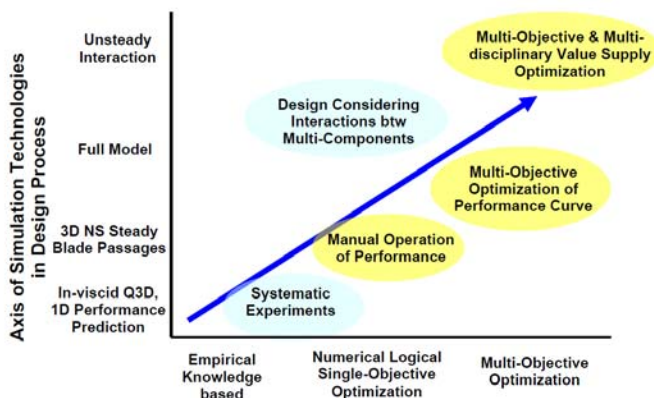 Unsteady
Interaction
Multi-Objective & Multi-
disciplinary Value Supply
Optimization
Design Considering
Interactions btw
Multi-Components
Full Model
Multi-Objective
Optimization of
Performance Curve
3D NS Steady
Blade Passages
Manual Operation
of Performance
In-viscid Q3D,
1D Performance
Prediction
Systematic
Experiments
Axis of Simulation Technologies
in Design Process
Empirical
Knowledge
based
Numerical Logical
Single-Objective
Optimization
Multi-Objective
Optimization